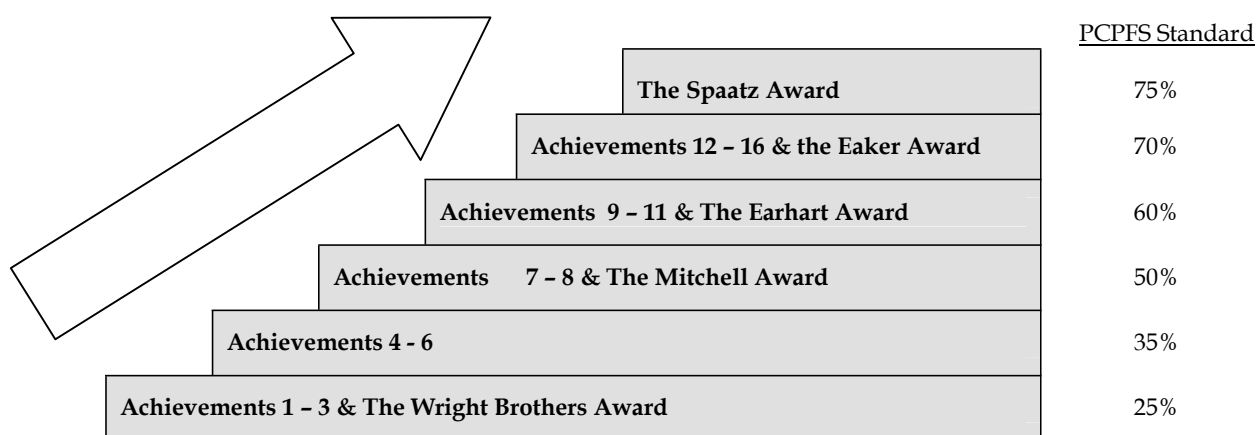 PCPFS Standard
The Spaatz Award 75%
Achievements 12 – 16 & the Eaker Award 70%
Achievements 9 – 11 & The Earhart Award 60%
Achievements 7 – 8 & The Mitchell Award 50%
Achievements 4 - 6 35%
Achievements 1 – 3 & The Wright Brothers Award 25%